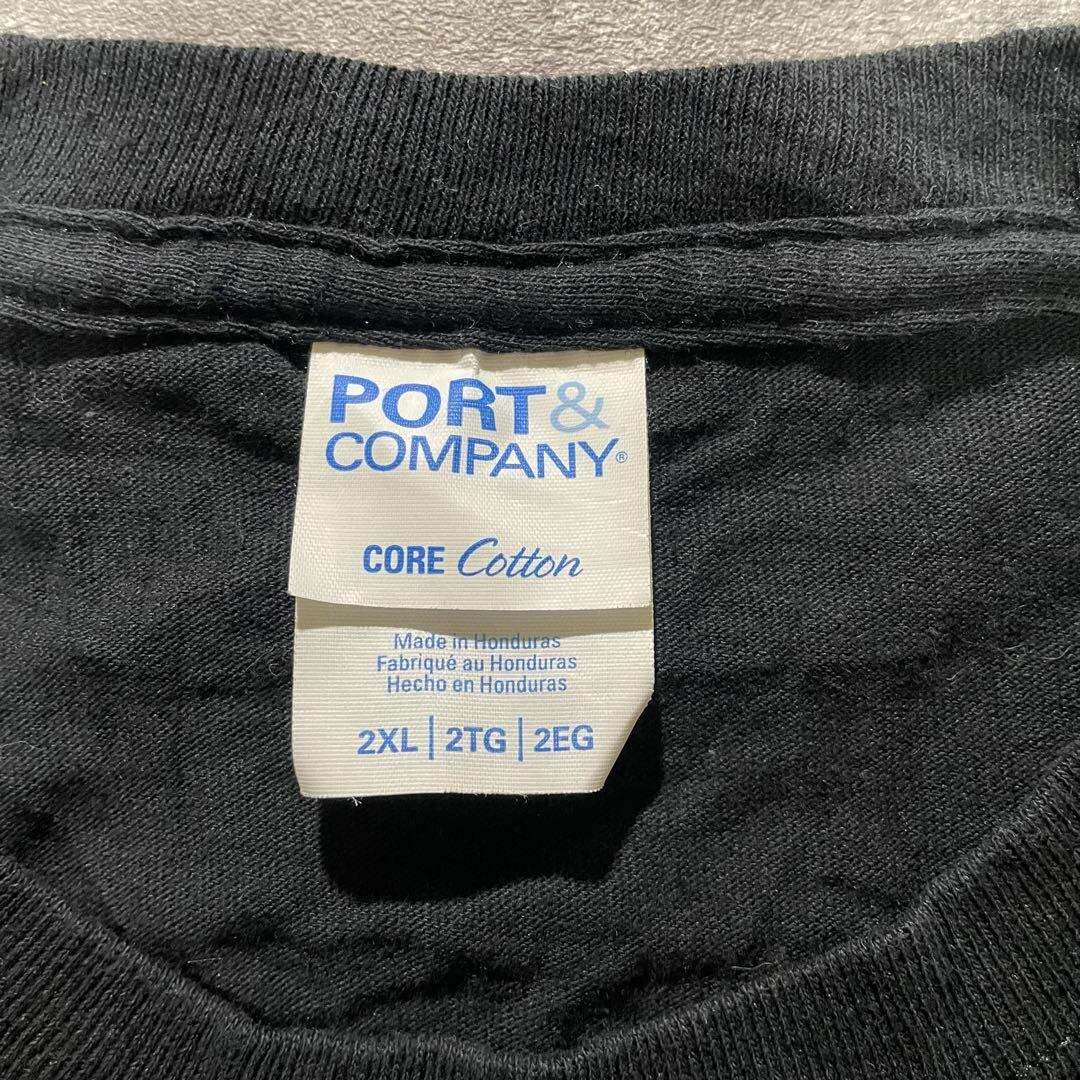 PORT&
COMPANY®
CORE Cotton
Made in Honduras
Fabriqué au Honduras
Hecho en Honduras
2XL | 2TG | 2EG